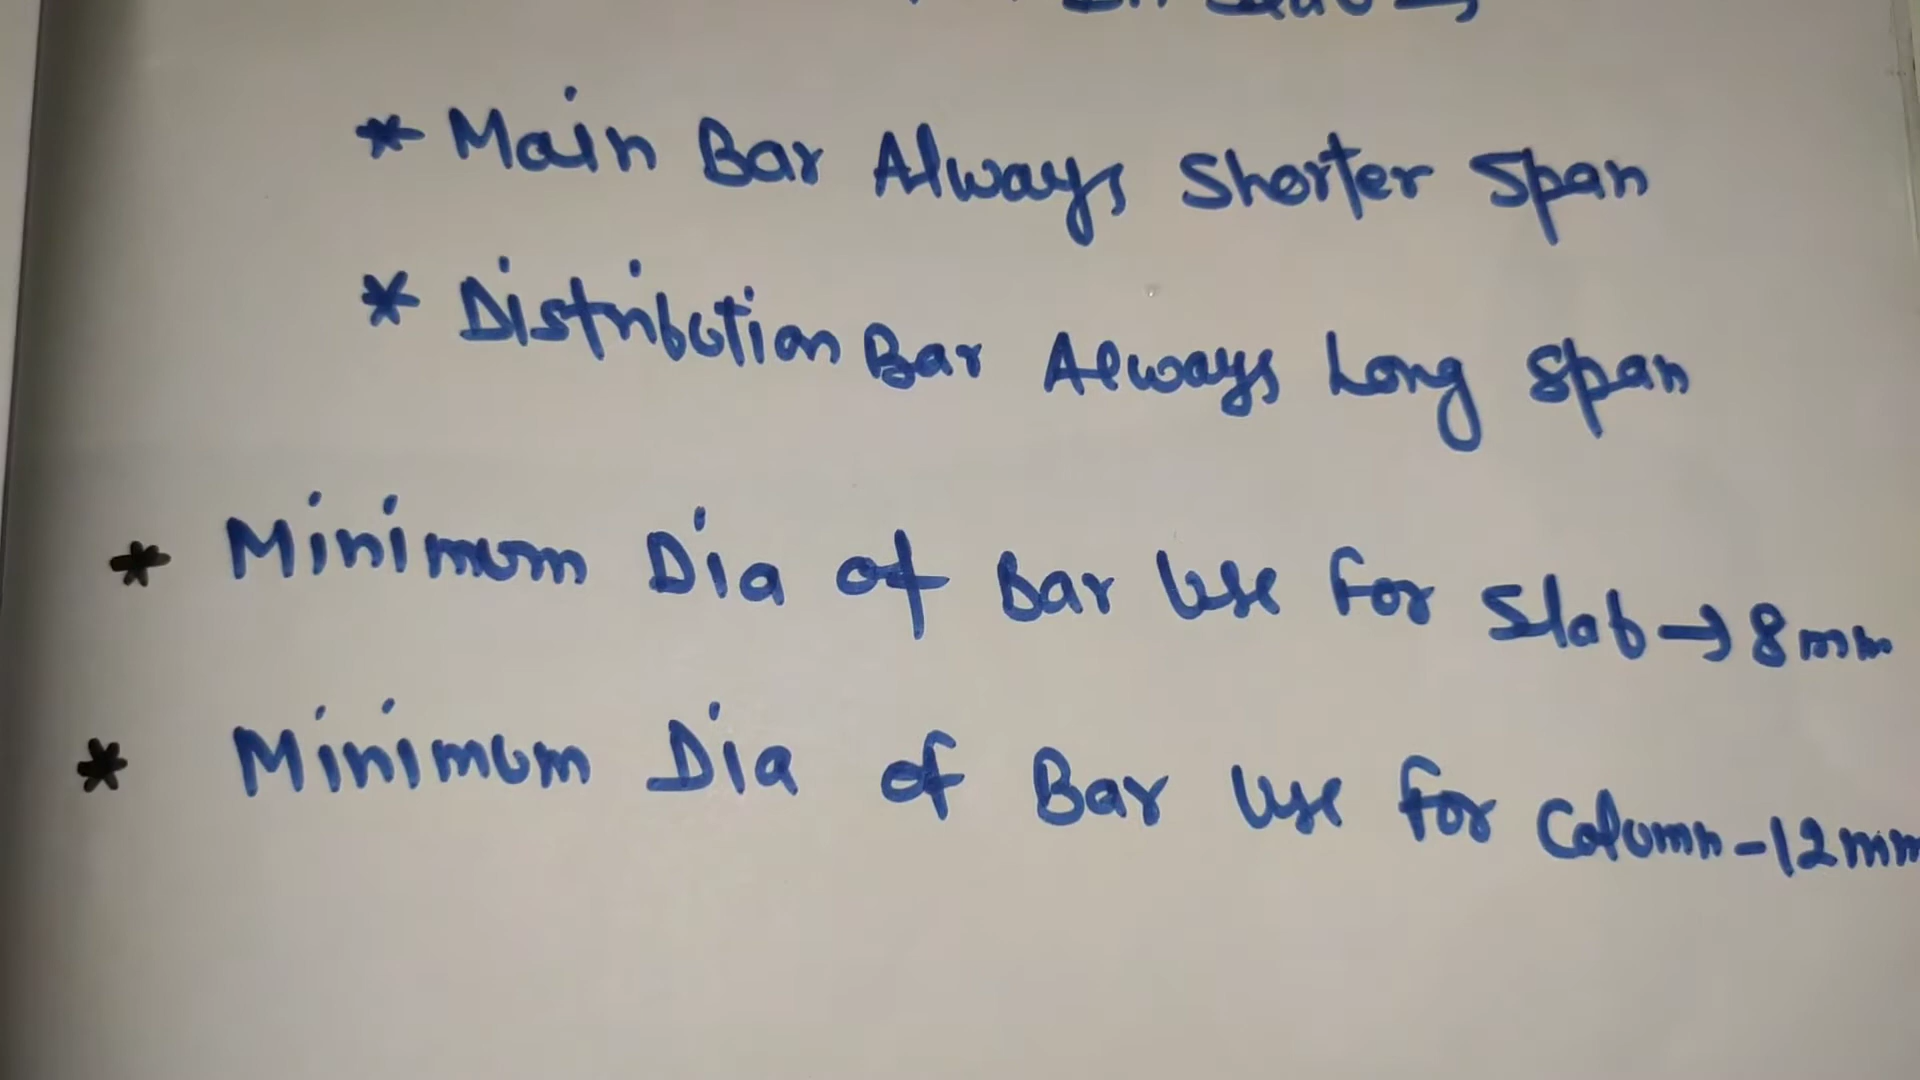 * Main Bar Always Shorter Span
* Distribution Bar Always Long Span
* Minimum Dia of Bar Use For Slab → 8mm
* Minimum Dia of Bar Use For Column - 12mm